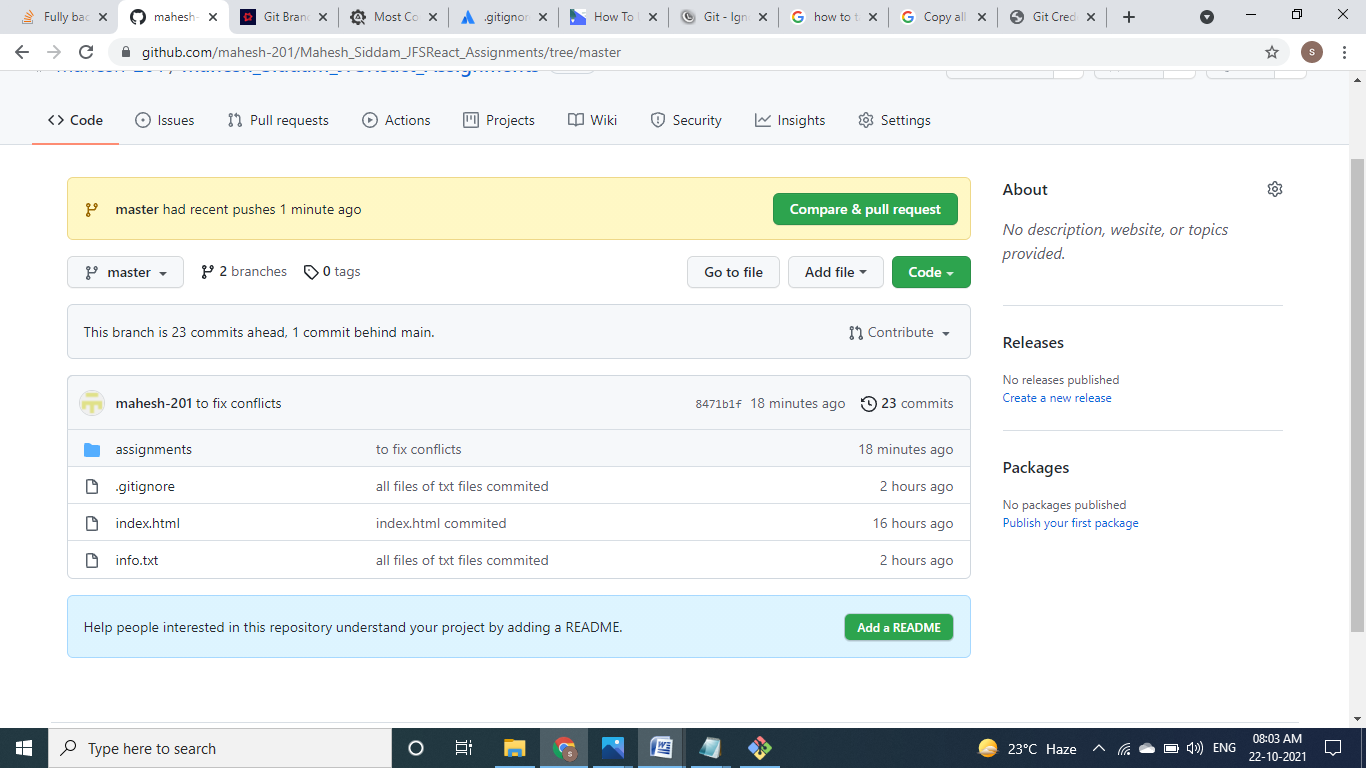 Fully bac
mahesh-
Git Bran
Most Co
.gitignor
How To
Git - Ign
how to t
Copy all
Git Cred
github.com/mahesh-201/Mahesh_Siddam_JFSReact_Assignments/tree/master
S
Code
Issues
Pull requests
Actions
Projects
Wiki
Security
Insights
Settings
master had recent pushes 1 minute ago
Compare & pull request
master
2 branches
0 tags
Go to file
Add file
Code
This branch is 23 commits ahead, 1 commit behind main.
Contribute
mahesh-201 to fix conflicts
8471b1f 18 minutes ago
23 commits
assignments to fix conflicts 18 minutes ago
.gitignore all files of txt files commited 2 hours ago
index.html index.html commited 16 hours ago
info.txt all files of txt files commited 2 hours ago
Help people interested in this repository understand your project by adding a README.
Add a README
About
No description, website, or topics
provided.
Releases
No releases published
Create a new release
Packages
No packages published
Publish your first package
Type here to search
23°C Haze
ENG
08:03 AM
22-10-2021